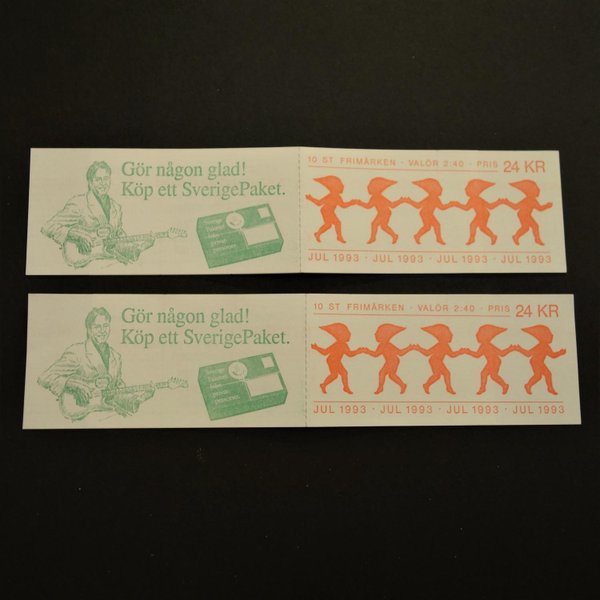 Gör någon glad!
Köp ett SverigePaket.
10 ST FRIMÄRKEN · VALÖR 2:40 · PRIS 24 KR
JUL 1993 · JUL 1993 · JUL 1993 · JUL 1993
Gör någon glad!
Köp ett SverigePaket.
10 ST FRIMÄRKEN · VALÖR 2:40 · PRIS 24 KR
JUL 1993 · JUL 1993 · JUL 1993 · JUL 1993